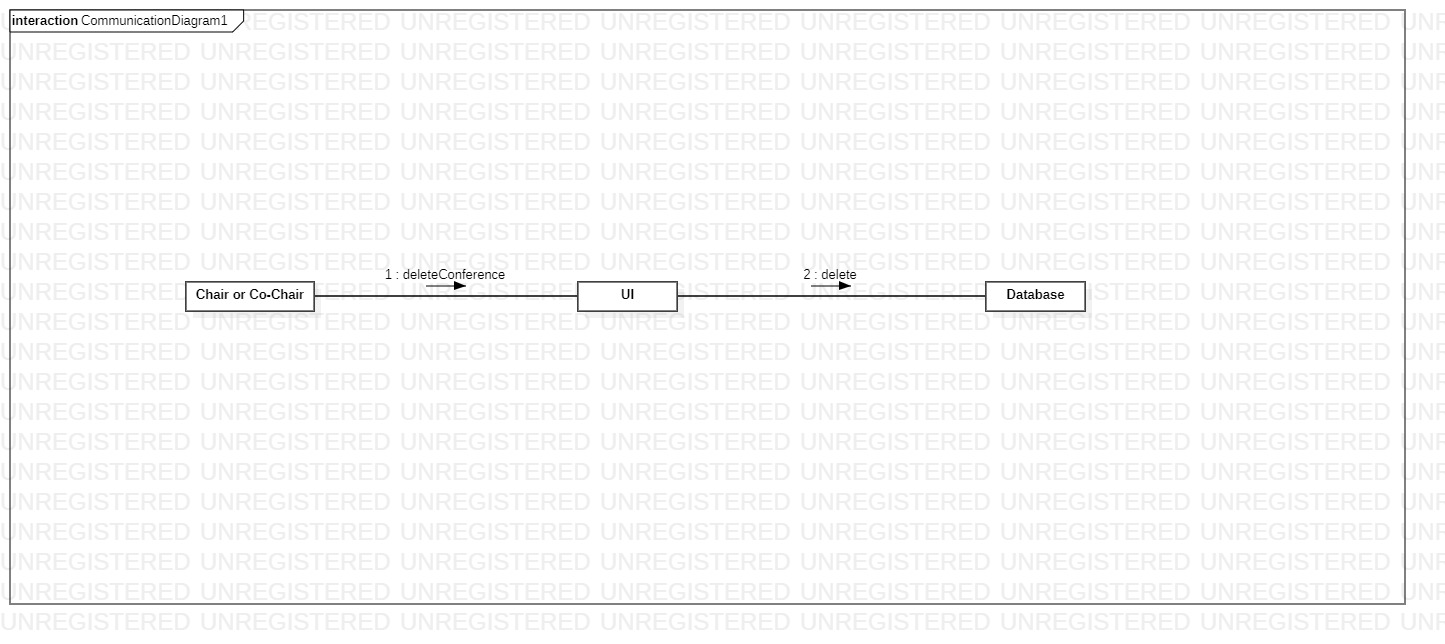 interaction CommunicationDiagram1
1 : deleteConference
2 : delete
Chair or Co-Chair
UI
Database
UNREGISTERED UNREGISTERED UNREGISTERED UNREGISTERED UNREGISTERED UNREGISTERED UNREGISTERED